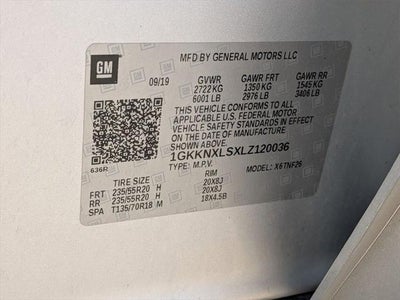 GM
MFD BY GENERAL MOTORS LLC
09/19 GVWR GAWR FRT GAWR RR
2722 KG 1350 KG 1545 KG
6001 LB 2976 LB 3406 LB
THIS VEHICLE CONFORMS TO ALL
APPLICABLE U.S. FEDERAL MOTOR
VEHICLE SAFETY STANDARDS IN EFFECT
ON THE DATE OF MANUFACTURE
1GKKNXLSXLZ120036
636R TYPE: M.P.V. MODEL: X6TNF26
TIRE SIZE RIM
FRT 235/55R20 H 20X8J
RR 235/55R20 H 20X8J
SPA T135/70R18 M 18X4.5B